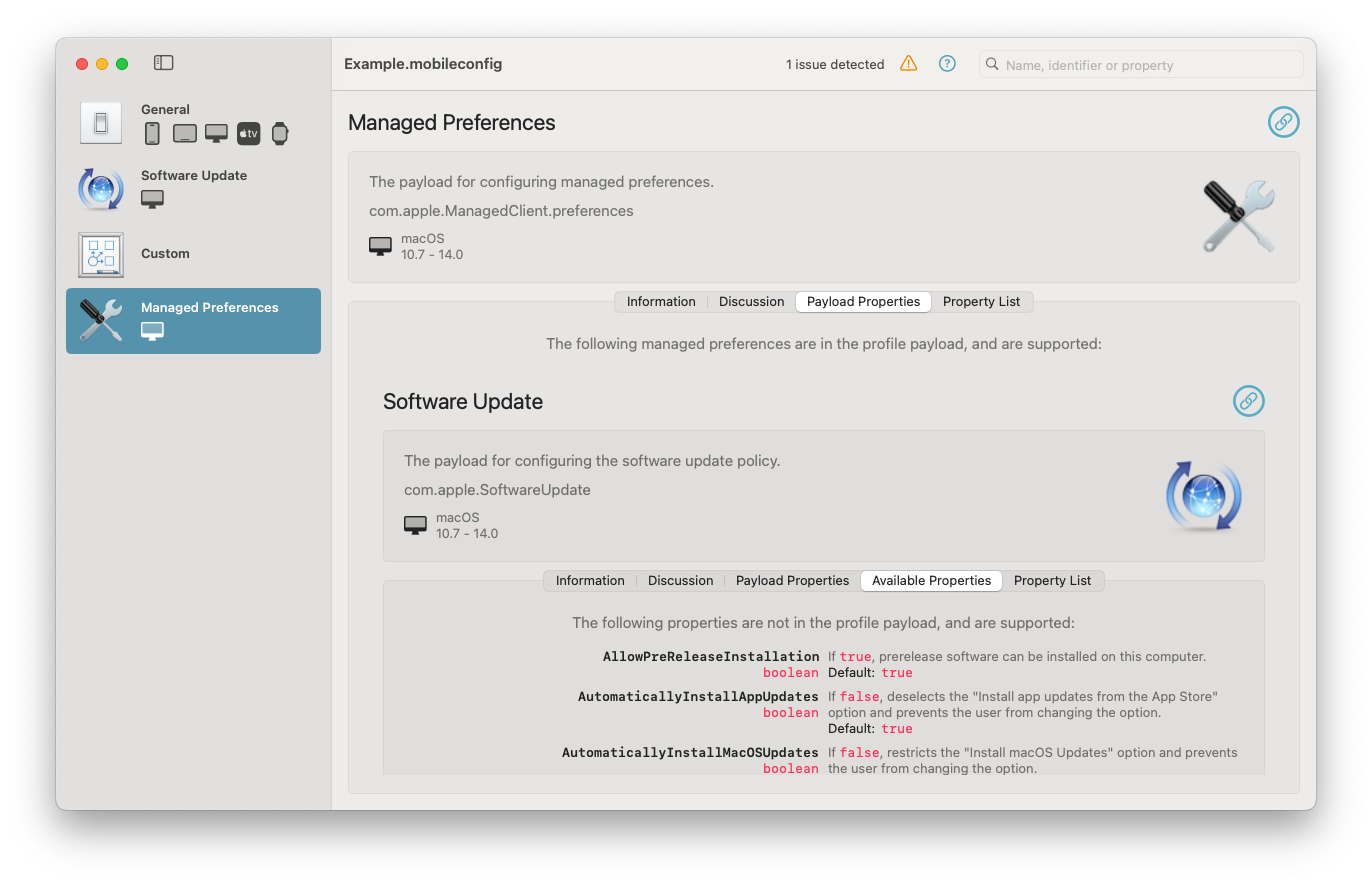 Example.mobileconfig
1 issue detected
?
Name, identifier or property
General
tv
Software Update
Custom
Managed Preferences
Managed Preferences
The payload for configuring managed preferences.
com.apple.ManagedClient.preferences
macOS
10.7 - 14.0
Information
Discussion
Payload Properties
Property List
The following managed preferences are in the profile payload, and are supported:
Software Update
The payload for configuring the software update policy.
com.apple.SoftwareUpdate
macOS
10.7 - 14.0
Information
Discussion
Payload Properties
Available Properties
Property List
The following properties are not in the profile payload, and are supported:
AllowPreReleaseInstallation If true, prerelease software can be installed on this computer.
boolean Default: true
AutomaticallyInstallAppUpdates If false, deselects the "Install app updates from the App Store"
boolean option and prevents the user from changing the option.
Default: true
AutomaticallyInstallMacOSUpdates If false, restricts the "Install macOS Updates" option and prevents
boolean the user from changing the option.